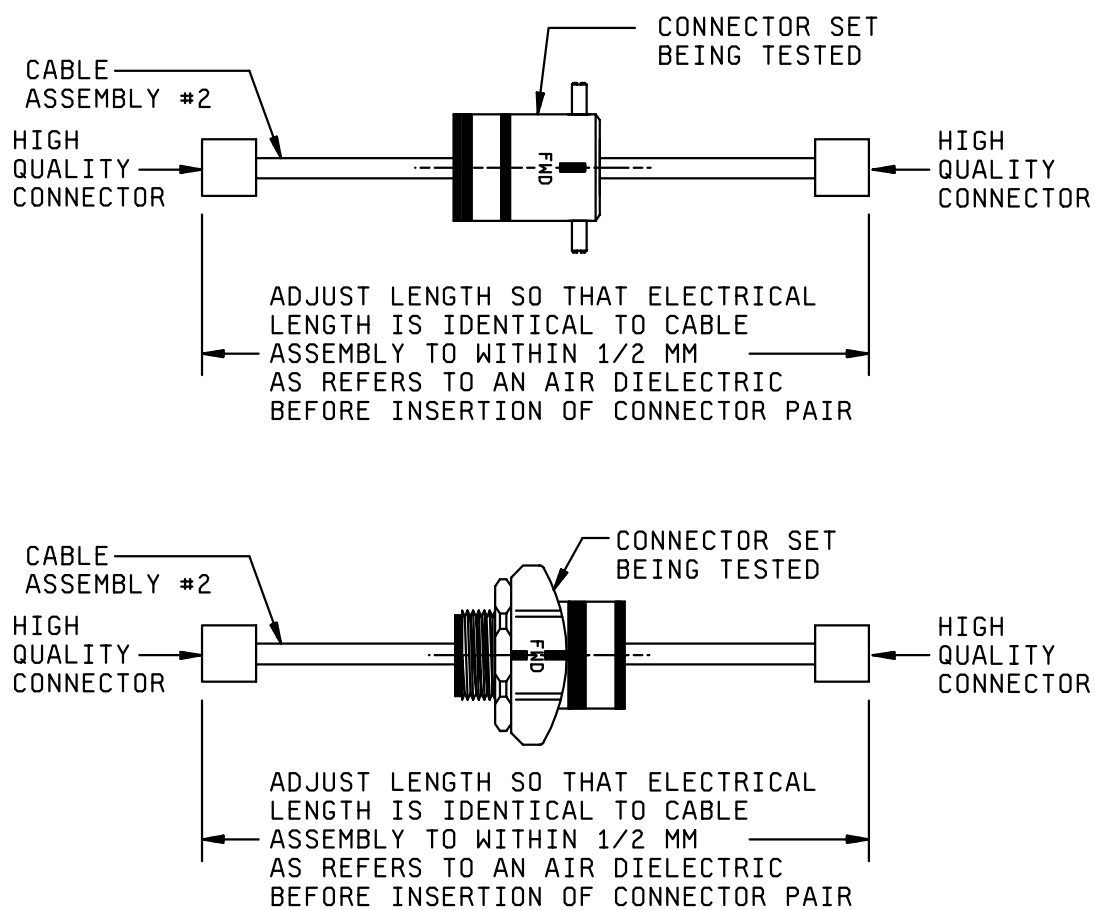 CONNECTOR SET
BEING TESTED
CABLE
ASSEMBLY #2
HIGH
QUALITY
CONNECTOR
FWD
HIGH
QUALITY
CONNECTOR
ADJUST LENGTH SO THAT ELECTRICAL
LENGTH IS IDENTICAL TO CABLE
ASSEMBLY TO WITHIN 1/2 MM
AS REFERS TO AN AIR DIELECTRIC
BEFORE INSERTION OF CONNECTOR PAIR
CONNECTOR SET
BEING TESTED
CABLE
ASSEMBLY #2
HIGH
QUALITY
CONNECTOR
FWD
HIGH
QUALITY
CONNECTOR
ADJUST LENGTH SO THAT ELECTRICAL
LENGTH IS IDENTICAL TO CABLE
ASSEMBLY TO WITHIN 1/2 MM
AS REFERS TO AN AIR DIELECTRIC
BEFORE INSERTION OF CONNECTOR PAIR